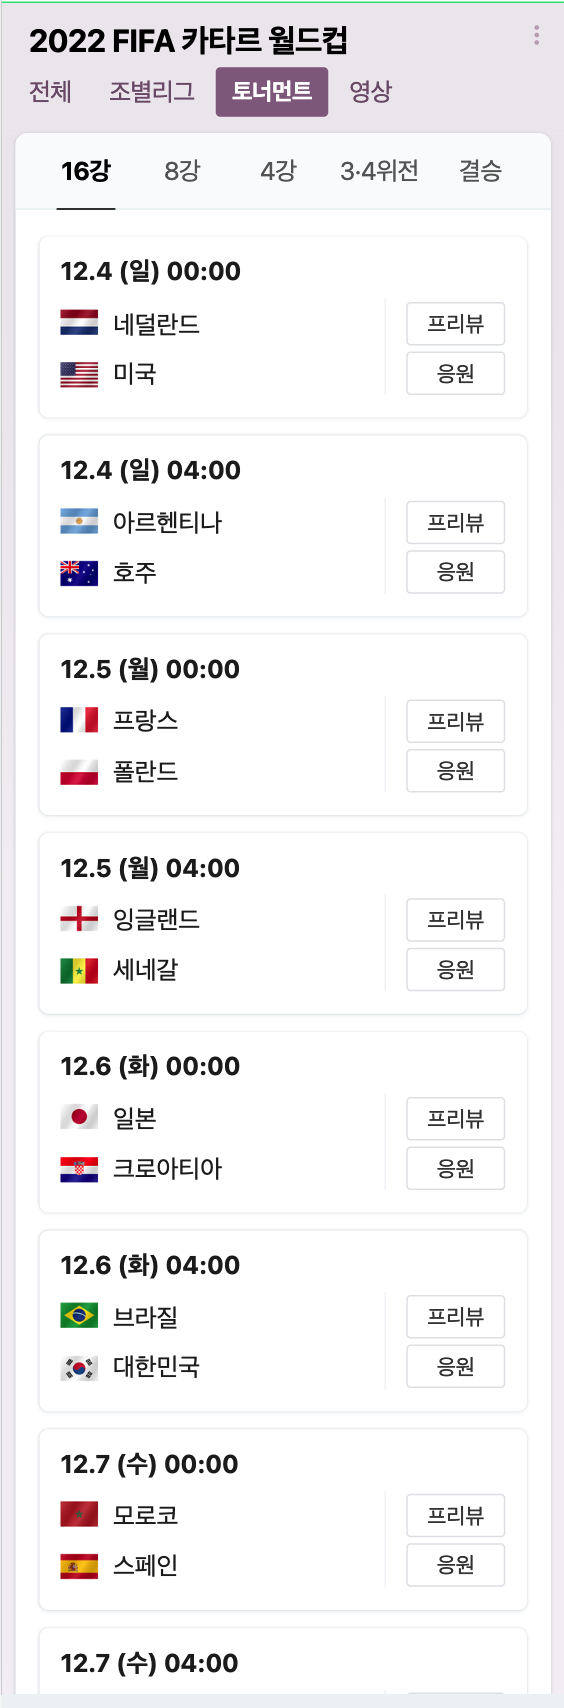 2022 FIFA 카타르 월드컵
전체 조별리그 토너먼트 영상
16강 8강 4강 3·4위전 결승
12.4 (일) 00:00
네덜란드 프리뷰
미국 응원
12.4 (일) 04:00
아르헨티나 프리뷰
호주 응원
12.5 (월) 00:00
프랑스 프리뷰
폴란드 응원
12.5 (월) 04:00
잉글랜드 프리뷰
세네갈 응원
12.6 (화) 00:00
일본 프리뷰
크로아티아 응원
12.6 (화) 04:00
브라질 프리뷰
대한민국 응원
12.7 (수) 00:00
모로코 프리뷰
스페인 응원
12.7 (수) 04:00